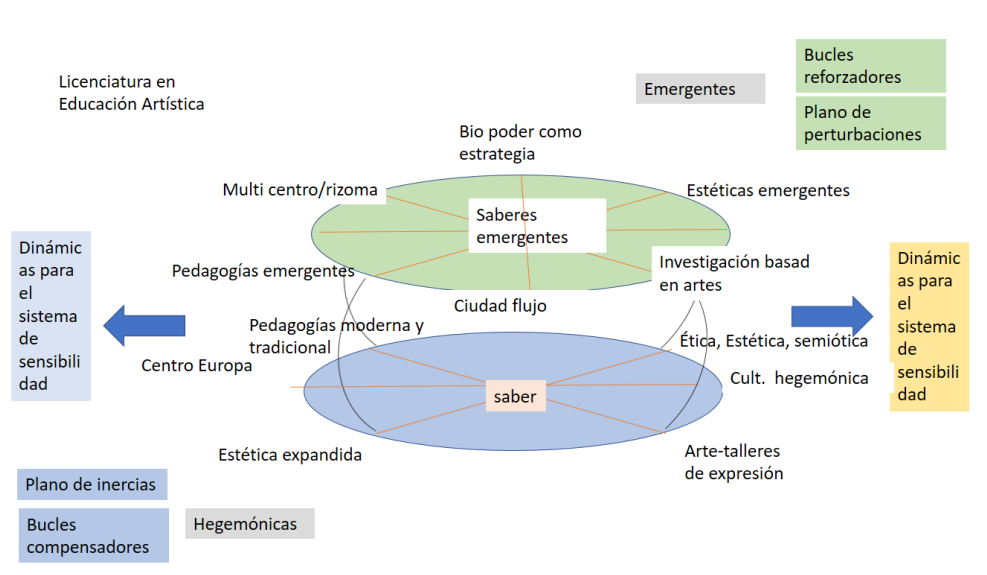 Licenciatura en
Educación Artística
Emergentes
Bucles
reforzadores
Plano de
perturbaciones
Bio poder como
estrategia
Multi centro/rizoma
Estéticas emergentes
Saberes
emergentes
Pedagogías emergentes
Investigación basad
en artes
Ciudad flujo
Dinámic
as para
el
sistema
de
sensibili
dad
Dinámic
as para
el
sistema
de
sensibili
dad
Pedagogías moderna y
tradicional
Ética, Estética, semiótica
Centro Europa
Cult.  hegemónica
saber
Estética expandida
Arte-talleres
de expresión
Plano de inercias
Bucles
compensadores
Hegemónicas